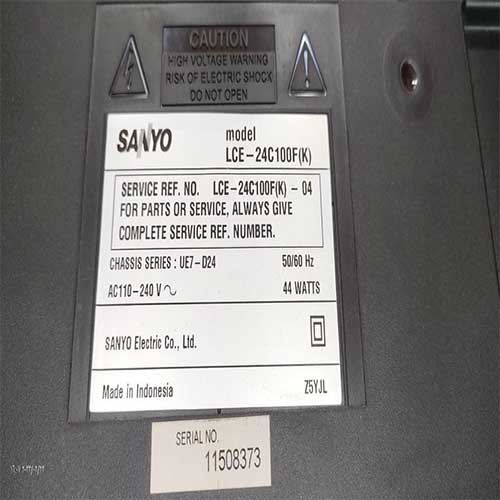 CAUTION
HIGH VOLTAGE WARNING
RISK OF ELECTRIC SHOCK
DO NOT OPEN
SANYO
model
LCE-24C100F(K)
SERVICE REF. NO. LCE-24C100F(K) - 04
FOR PARTS OR SERVICE, ALWAYS GIVE
COMPLETE SERVICE REF. NUMBER.
CHASSIS SERIES : UE7-D24 50/60 Hz
AC110-240 V ~ 44 WATTS
SANYO Electric Co., Ltd.
Made in Indonesia Z5YJL
SERIAL NO.
11508373